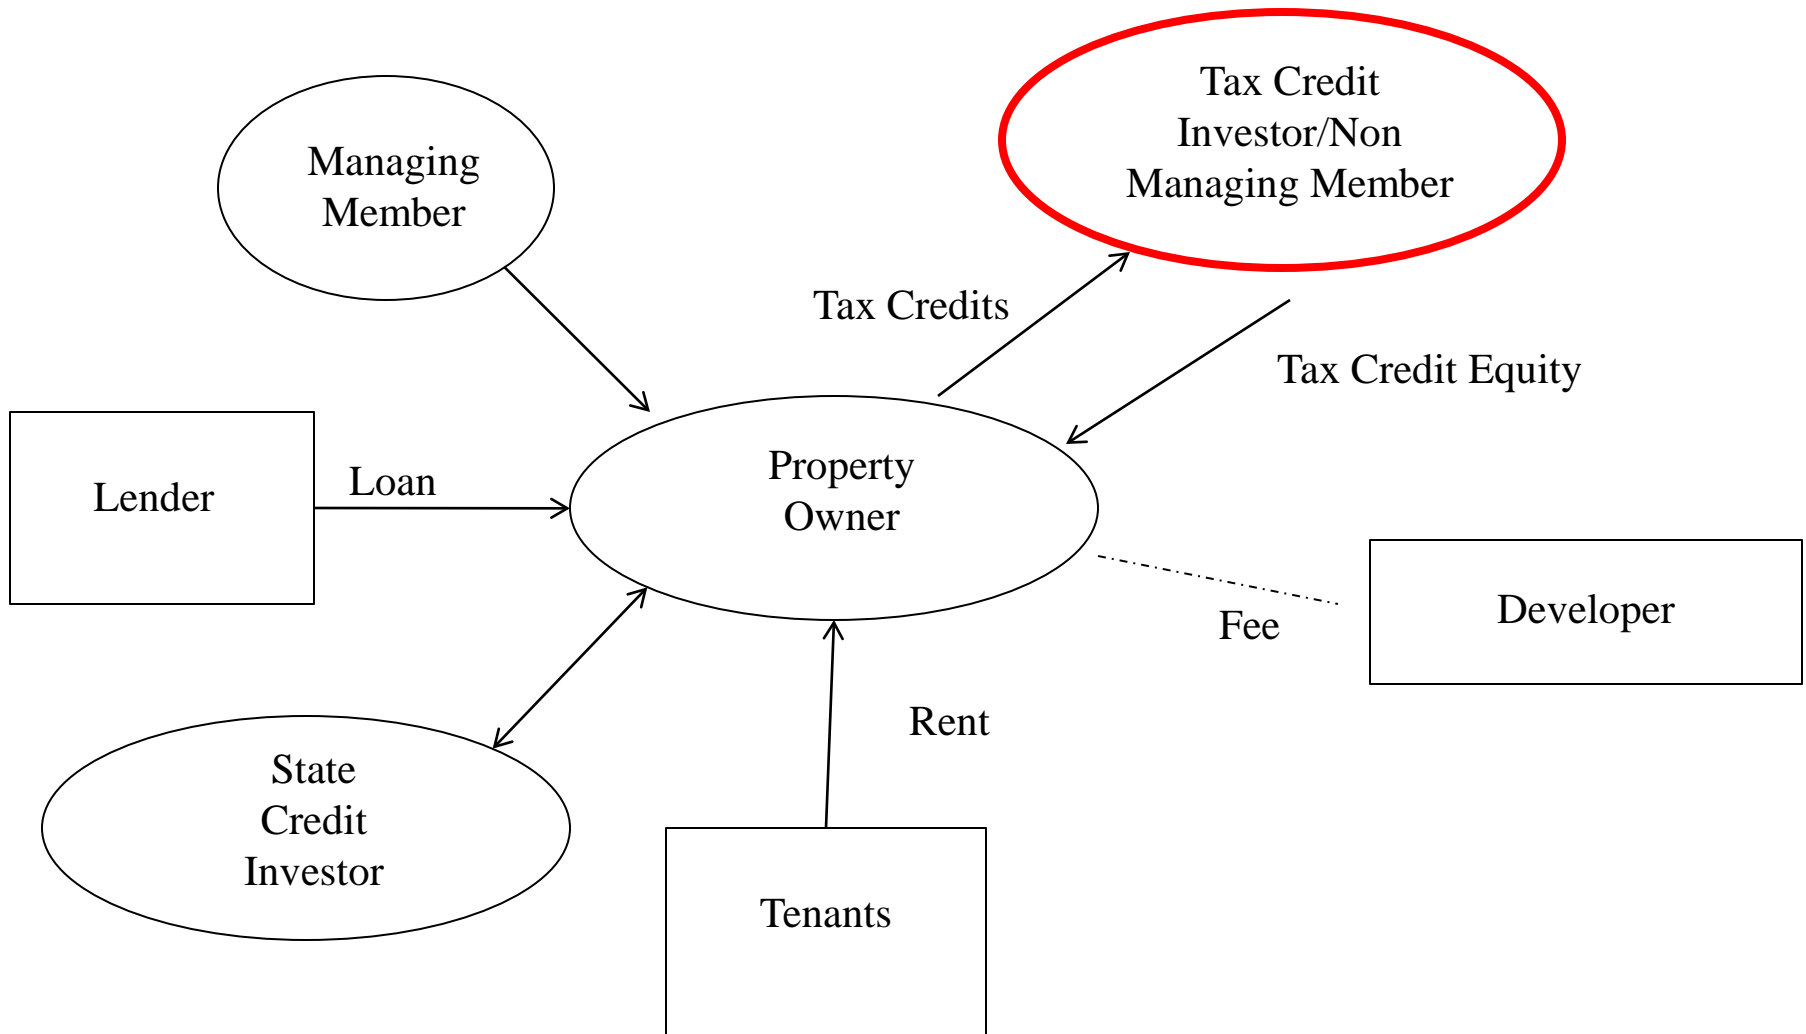 Tax Credit
Investor/Non
Managing Member
Managing
Member
Tax Credits
Tax Credit Equity
Lender
Loan
Property
Owner
Developer
Fee
Rent
State
Credit
Investor
Tenants